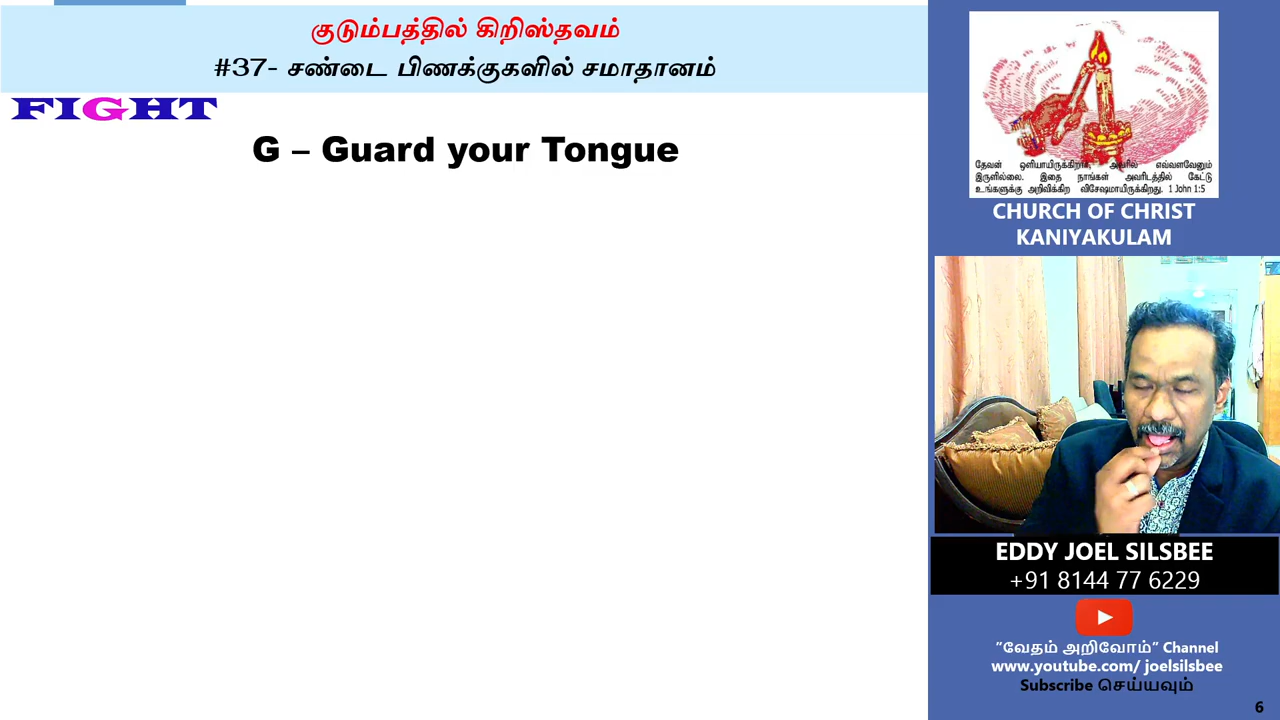 குடும்பத்தில் கிறிஸ்தவம்
#37- சண்டை பிணக்குகளில் சமாதானம்
FIGHT
G – Guard your Tongue
தேவன் ஒளியாயிருக்கிறார், அவரில் எவ்வளவேனும்
இருளில்லை. இதை நாங்கள் அவரிடத்தில் கேட்டு
உங்களுக்கு அறிவிக்கிற விசேஷமாயிருக்கிறது. 1 John 1:5
CHURCH OF CHRIST
KANIYAKULAM
EDDY JOEL SILSBEE
+91 8144 77 6229
"வேதம் அறிவோம்" Channel
www.youtube.com/ joelsilsbee
Subscribe செய்யவும்
6